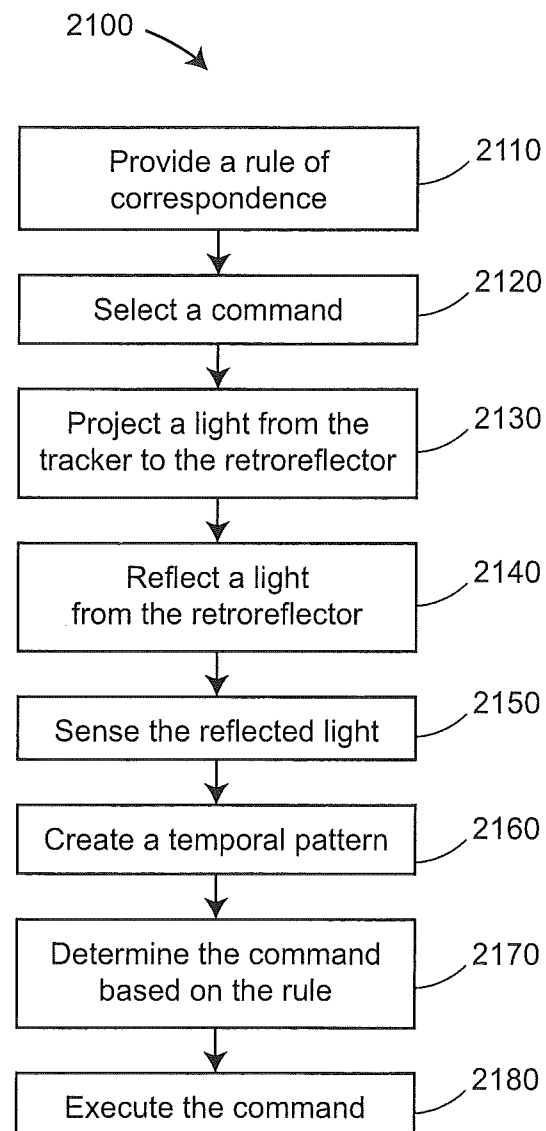 2100
Provide a rule of
correspondence
2110
Select a command
2120
Project a light from the
tracker to the retroreflector
2130
Reflect a light
from the retroreflector
2140
Sense the reflected light
2150
Create a temporal pattern
2160
Determine the command
based on the rule
2170
Execute the command
2180